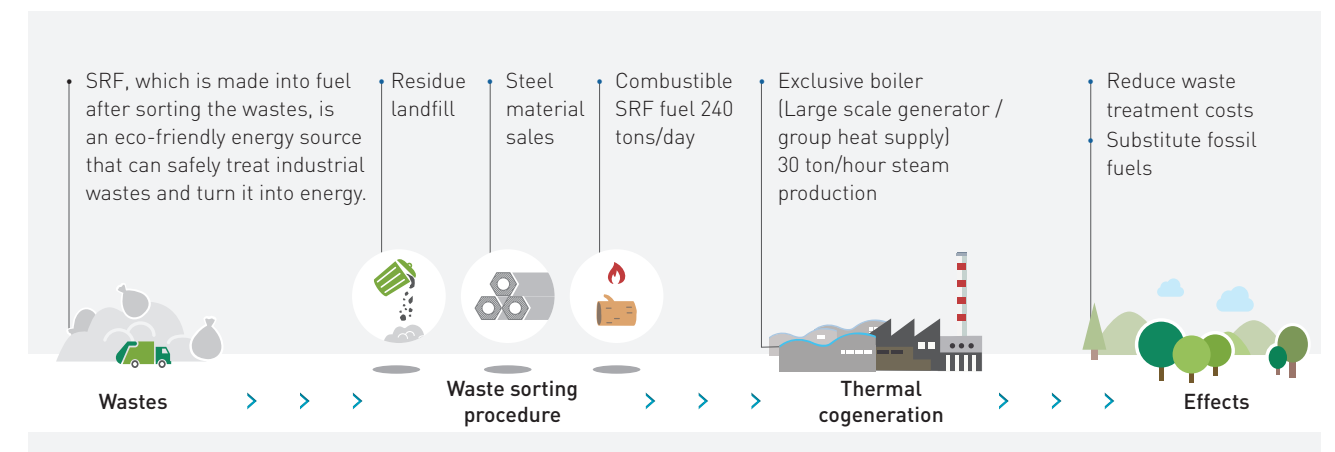 SRF, which is made into fuel
after sorting the wastes, is
an eco-friendly energy source
that can safely treat industrial
wastes and turn it into energy.
Residue
landfill
Steel
material
sales
Combustible
SRF fuel 240
tons/day
Exclusive boiler
(Large scale generator /
group heat supply)
30 ton/hour steam
production
Reduce waste
treatment costs
Substitute fossil
fuels
Wastes
Waste sorting
procedure
Thermal
cogeneration
Effects